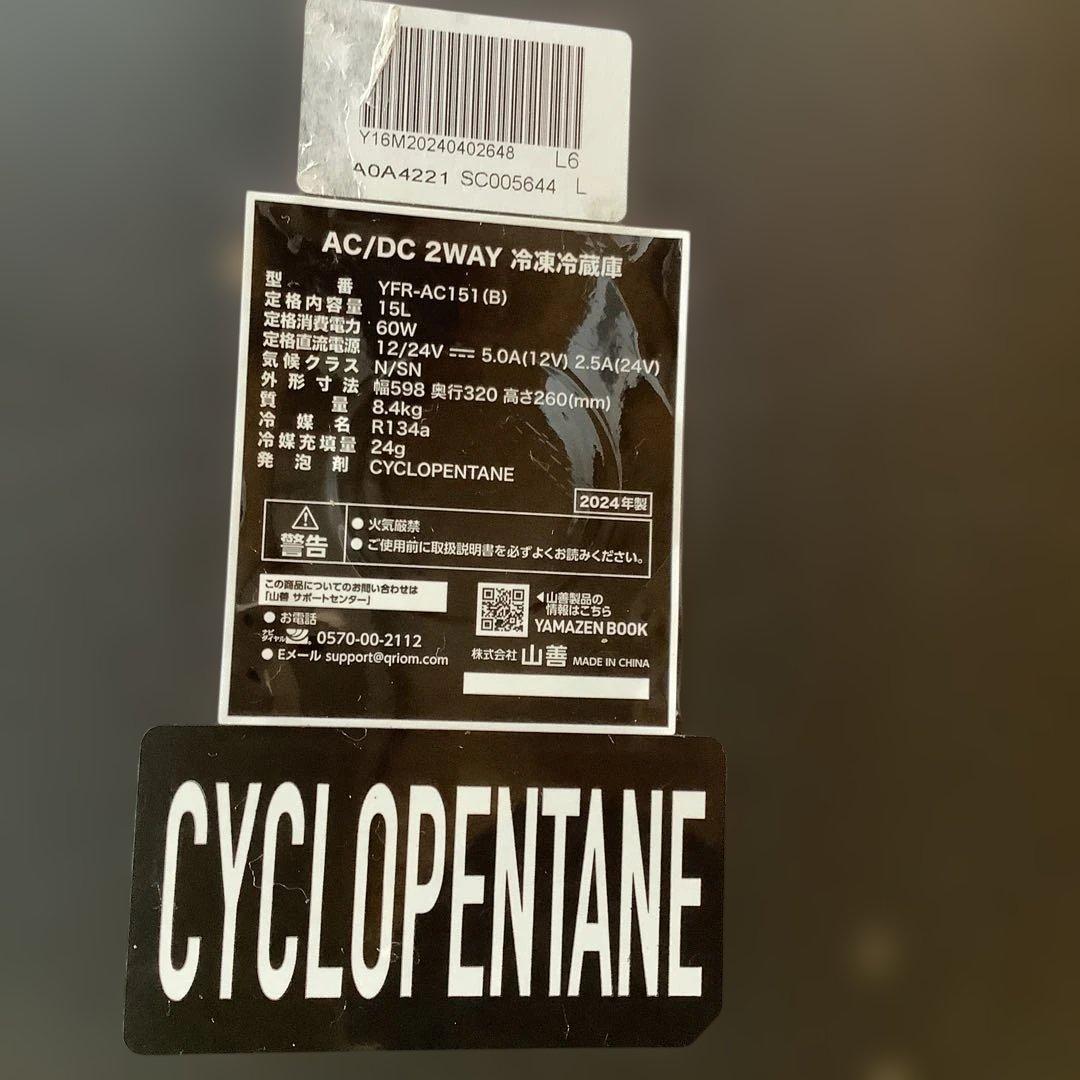 Y16M20240402648 L6
A0A4221 SC005644 L
AC/DC 2WAY 冷凍冷蔵庫
型番 YFR-AC151(B)
定格内容量 15L
定格消費電力 60W
定格直流電源 12/24V ⎓ 5.0A(12V) 2.5A(24V)
気候クラス N/SN
外形寸法 幅598 奥行320 高さ260(mm)
質量 8.4kg
冷媒名 R134a
冷媒充填量 24g
発泡剤 CYCLOPENTANE
2024年製
警告
●火気厳禁
●ご使用前に取扱説明書を必ずよくお読みください。
この商品についてのお問い合わせは
「山善 サポートセンター」
●お電話
ナビダイヤル 0570-00-2112
●Eメール support@qriom.com
◀山善製品の
情報はこちら
YAMAZEN BOOK
株式会社 山善 MADE IN CHINA
CYCLOPENTANE